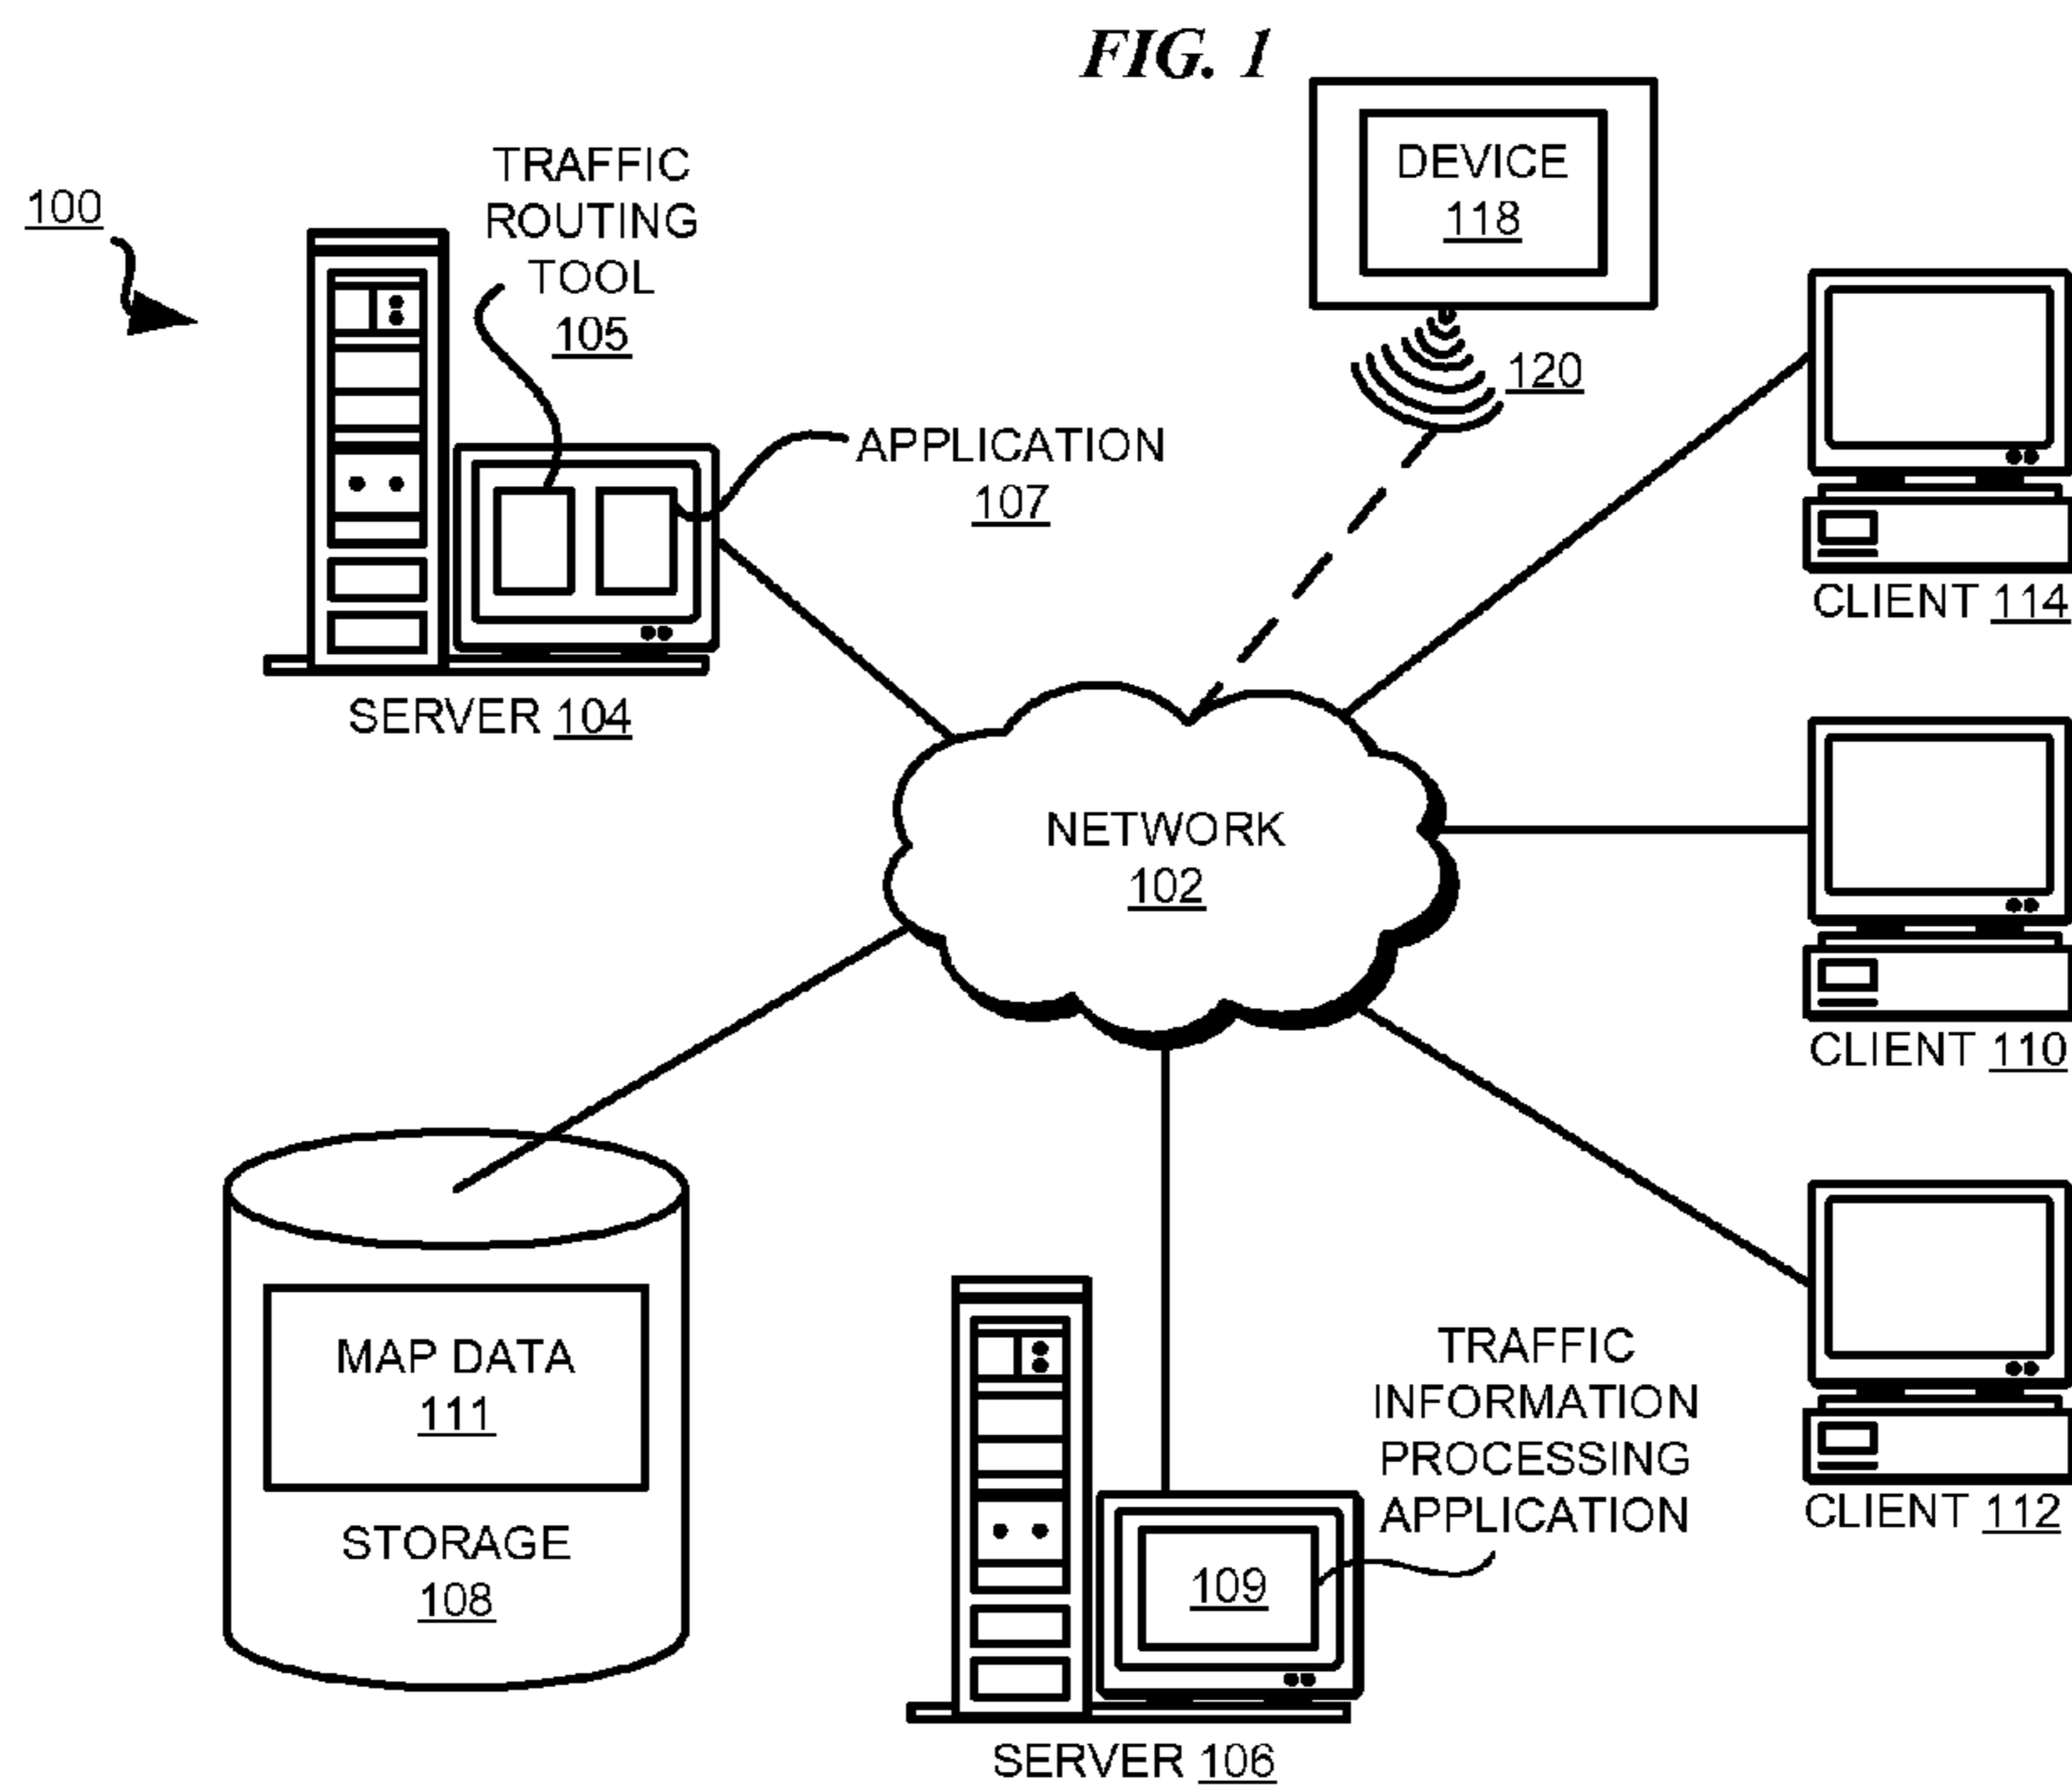 FIG. 1
100
TRAFFIC
ROUTING
TOOL
105
APPLICATION
107
SERVER 104
DEVICE
118
120
CLIENT 114
NETWORK
102
CLIENT 110
MAP DATA
111
STORAGE
108
TRAFFIC
INFORMATION
PROCESSING
APPLICATION
109
SERVER 106
CLIENT 112